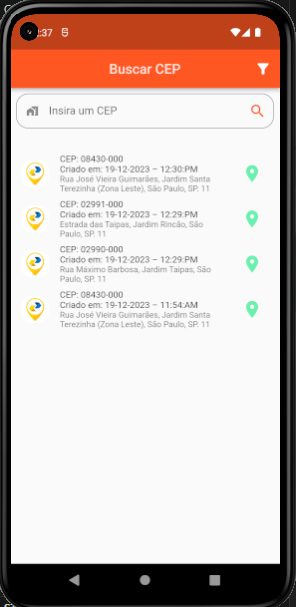 :37
Buscar CEP
Insira um CEP
CEP: 08430-000
Criado em: 19-12-2023 – 12:30:PM
Rua José Vieira Guimarães, Jardim Santa
Terezinha (Zona Leste), São Paulo, SP. 11
CEP: 02991-000
Criado em: 19-12-2023 – 12:29:PM
Estrada das Taipas, Jardim Rincão, São
Paulo, SP. 11
CEP: 02990-000
Criado em: 19-12-2023 – 12:29:PM
Rua Máximo Barbosa, Jardim Taipas, São
Paulo, SP. 11
CEP: 08430-000
Criado em: 19-12-2023 – 11:54:AM
Rua José Vieira Guimarães, Jardim Santa
Terezinha (Zona Leste), São Paulo, SP. 11